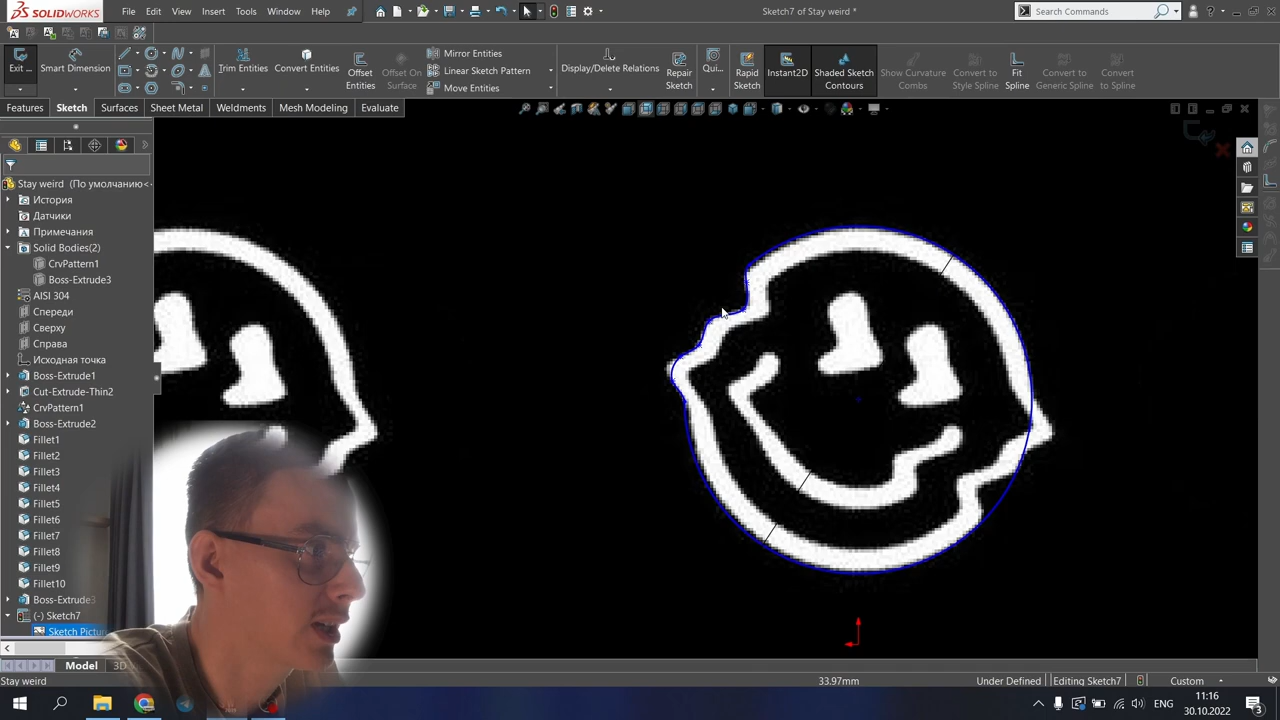 SOLIDWORKS
File Edit View Insert Tools Window Help
Sketch7 of Stay weird *
Search Commands
Exit ...
Smart Dimension
Trim Entities
Convert Entities
Offset Entities
Offset On Surface
Mirror Entities
Linear Sketch Pattern
Move Entities
Display/Delete Relations
Repair Sketch
Qui...
Rapid Sketch
Instant2D
Shaded Sketch Contours
Show Curvature Combs
Convert to Style Spline
Fit Spline
Convert to Generic Spline
Convert to Spline
Features Sketch Surfaces Sheet Metal Weldments Mesh Modeling Evaluate
Stay weird (По умолчанию<
История
Датчики
Примечания
Solid Bodies(2)
CrvPattern1
Boss-Extrude3
AISI 304
Спереди
Сверху
Справа
Исходная точка
Boss-Extrude1
Cut-Extrude-Thin2
CrvPattern1
Boss-Extrude2
Fillet1
Fillet2
Fillet3
Fillet4
Fillet5
Fillet6
Fillet7
Fillet8
Fillet9
Fillet10
Boss-Extrude3
(-) Sketch7
Sketch Pictu
Model 3D
Stay weird 33.97mm Under Defined Editing Sketch7 Custom
ENG 11:16
30.10.2022
3